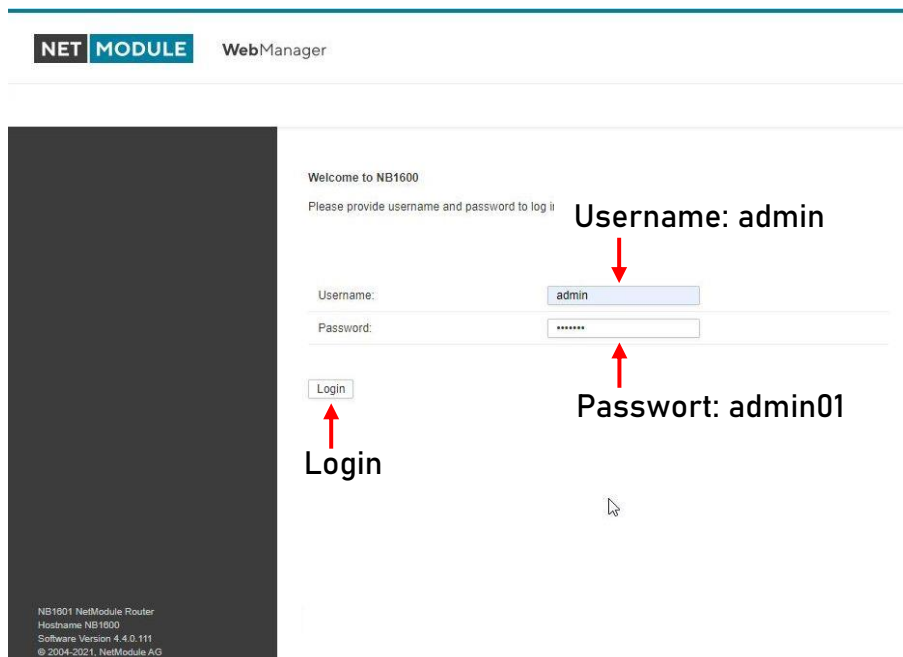 NET MODULE WebManager
Welcome to NB1600
Please provide username and password to log i
Username: admin
Username: admin
Password: •••••••
Login
Passwort: admin01
Login
NB1601 NetModule Router
Hostname NB1600
Software Version 4.4.0.111
© 2004-2021, NetModule AG